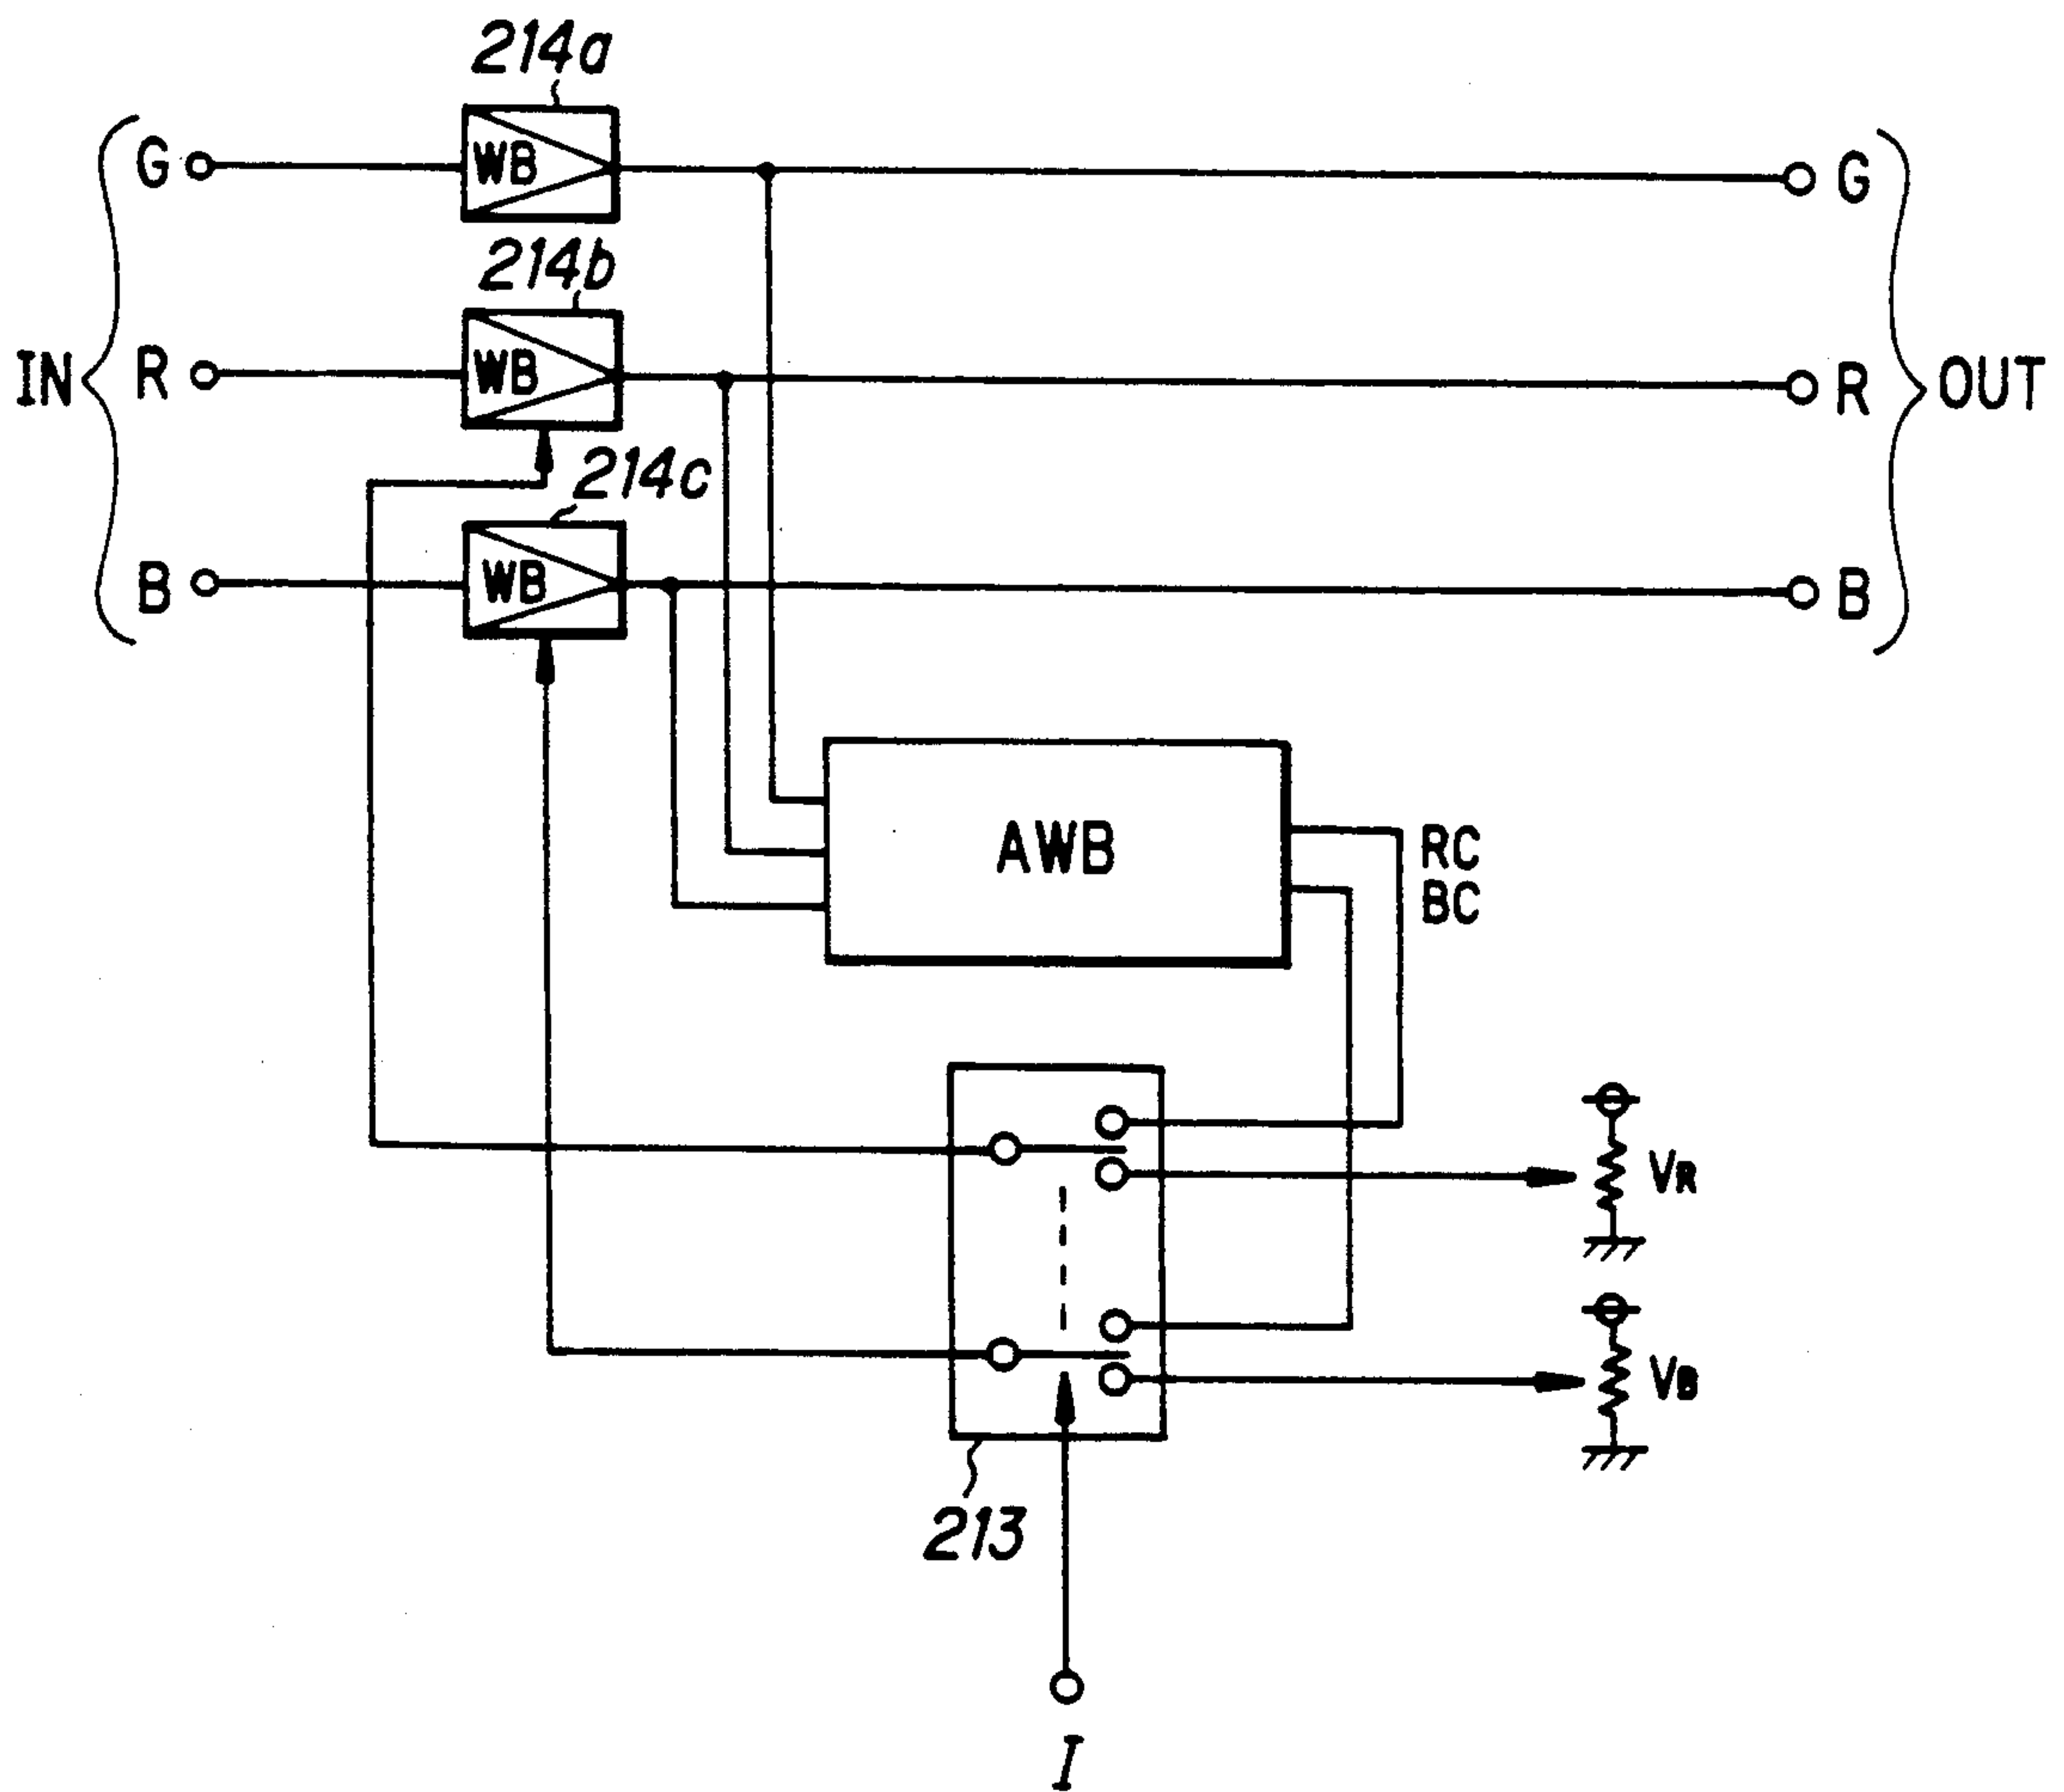 214a
G WB G
214b
IN R WB R OUT
214c
B WB B
AWB
RC
BC
VR
VB
213
I